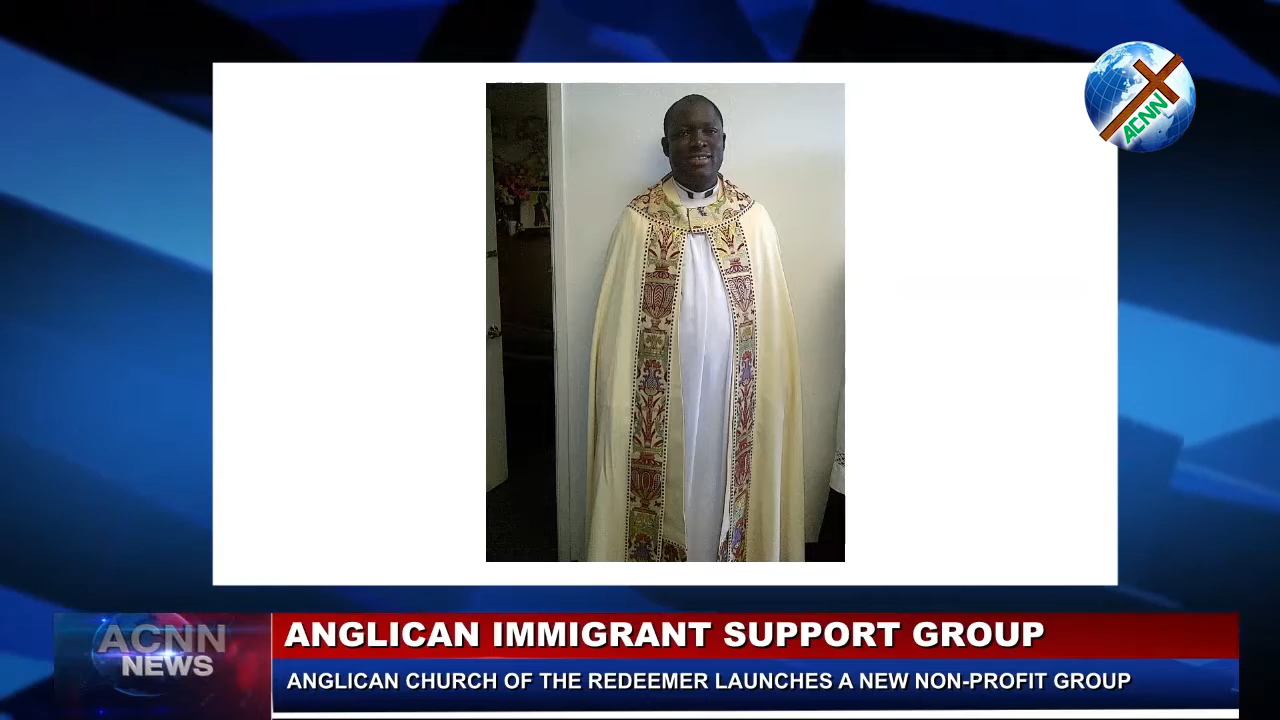 ACNN
ANGLICAN IMMIGRANT SUPPORT GROUP
ACNN
NEWS
ANGLICAN CHURCH OF THE REDEEMER LAUNCHES A NEW NON-PROFIT GROUP